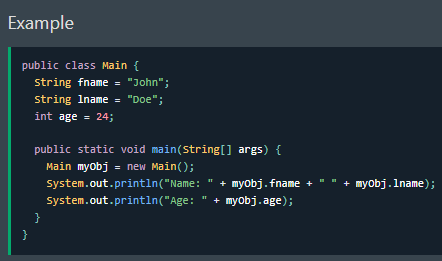 Example
public class Main {
  String fname = "John";
  String lname = "Doe";
  int age = 24;

  public static void main(String[] args) {
    Main myObj = new Main();
    System.out.println("Name: " + myObj.fname + " " + myObj.lname);
    System.out.println("Age: " + myObj.age);
  }
}